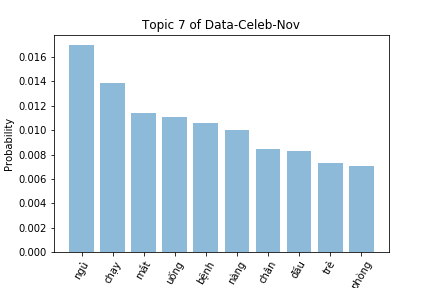 Topic 7 of Data-Celeb-Nov
0.016
0.014
0.012
0.010
0.008
0.006
0.004
0.002
0.000
Probability
ngủ
chạy
mắt
uống
bệnh
nàng
chân
đầu
trẻ
phòng